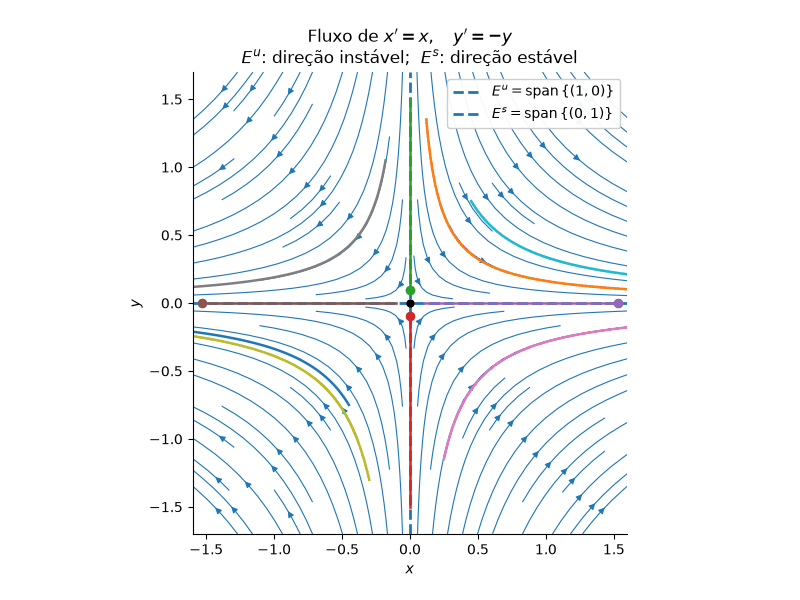 Fluxo de x′ = x, y′ = −y
Eᵘ: direção instável; Eˢ: direção estável
Eᵘ = span {(1, 0)}
Eˢ = span {(0, 1)}
1.5
1.0
0.5
0.0
−0.5
−1.0
−1.5
y
−1.5 −1.0 −0.5 0.0 0.5 1.0 1.5
x